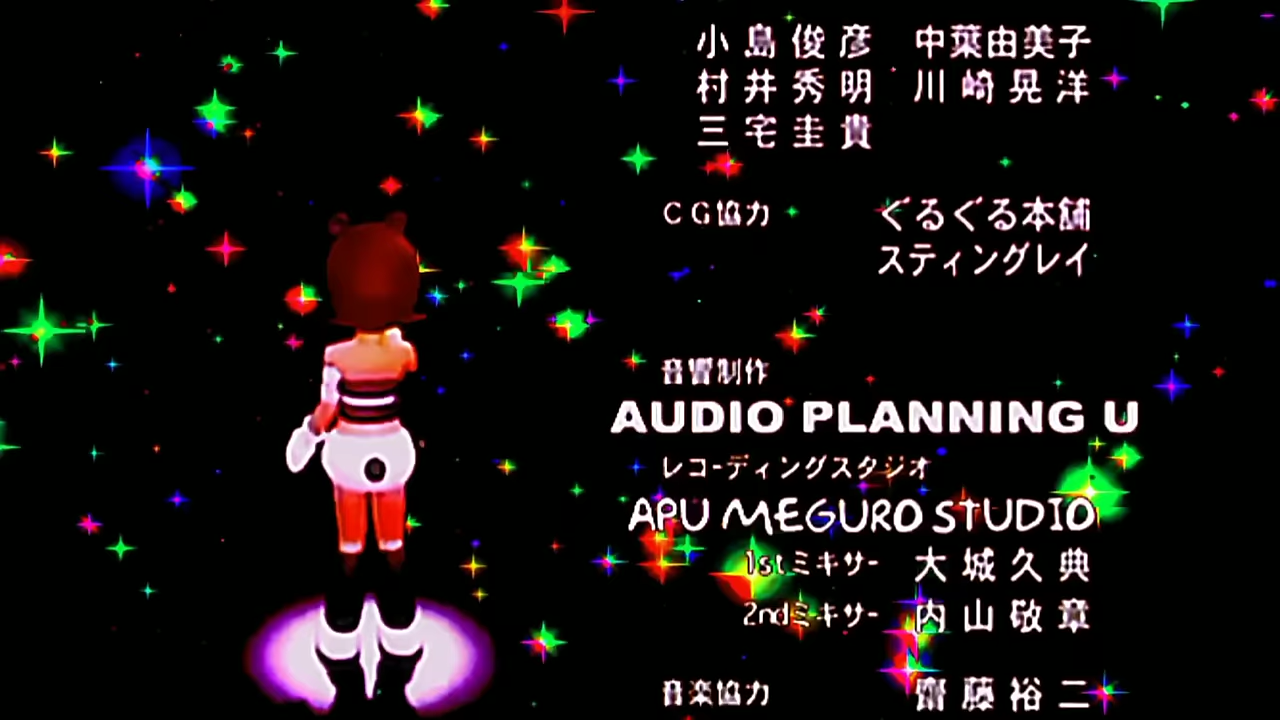 小島俊彦 中葉由美子
村井秀明 川崎晃洋
三宅圭貴
CG協力 ぐるぐる本舗
スティングレイ
音響制作
AUDIO PLANNING U
レコーディングスタジオ
APU MEGURO STUDIO
1stミキサー 大城久典
2ndミキサー 内山敬章
音楽協力 齋藤裕二